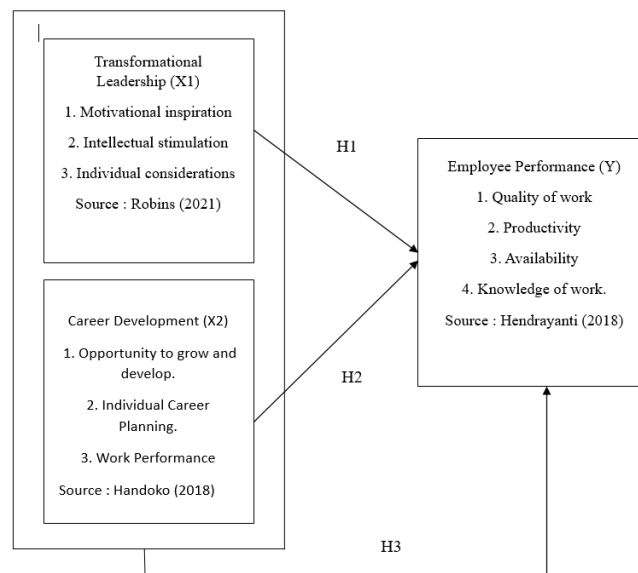 Transformational
Leadership (X1)
1. Motivational inspiration
2. Intellectual stimulation
3. Individual considerations
Source : Robins (2021)
H1
Employee Performance (Y)
1. Quality of work
2. Productivity
3. Availability
4. Knowledge of work.
Source : Hendrayanti (2018)
Career Development (X2)
1. Opportunity to grow and
develop.
2. Individual Career
Planning.
3. Work Performance
Source : Handoko (2018)
H2
H3